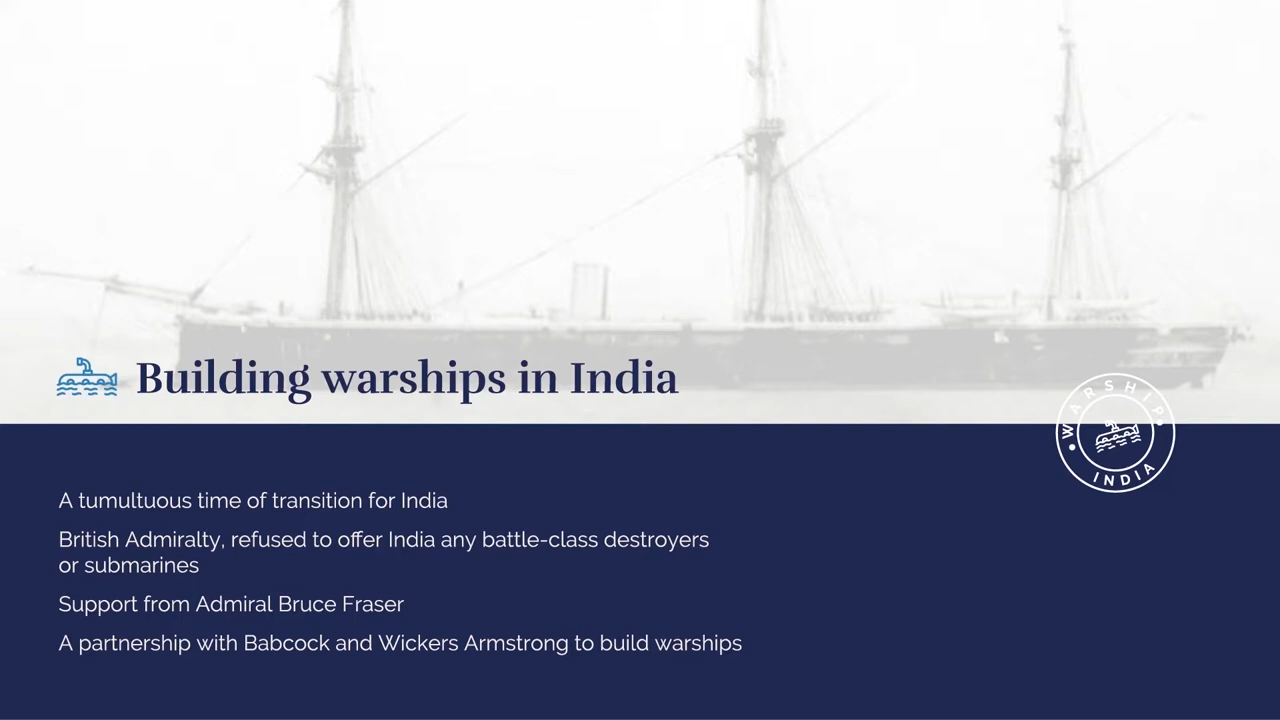 Building warships in India
WARSHIP
INDIA
A tumultuous time of transition for India
British Admiralty, refused to offer India any battle-class destroyers
or submarines
Support from Admiral Bruce Fraser
A partnership with Babcock and Wickers Armstrong to build warships